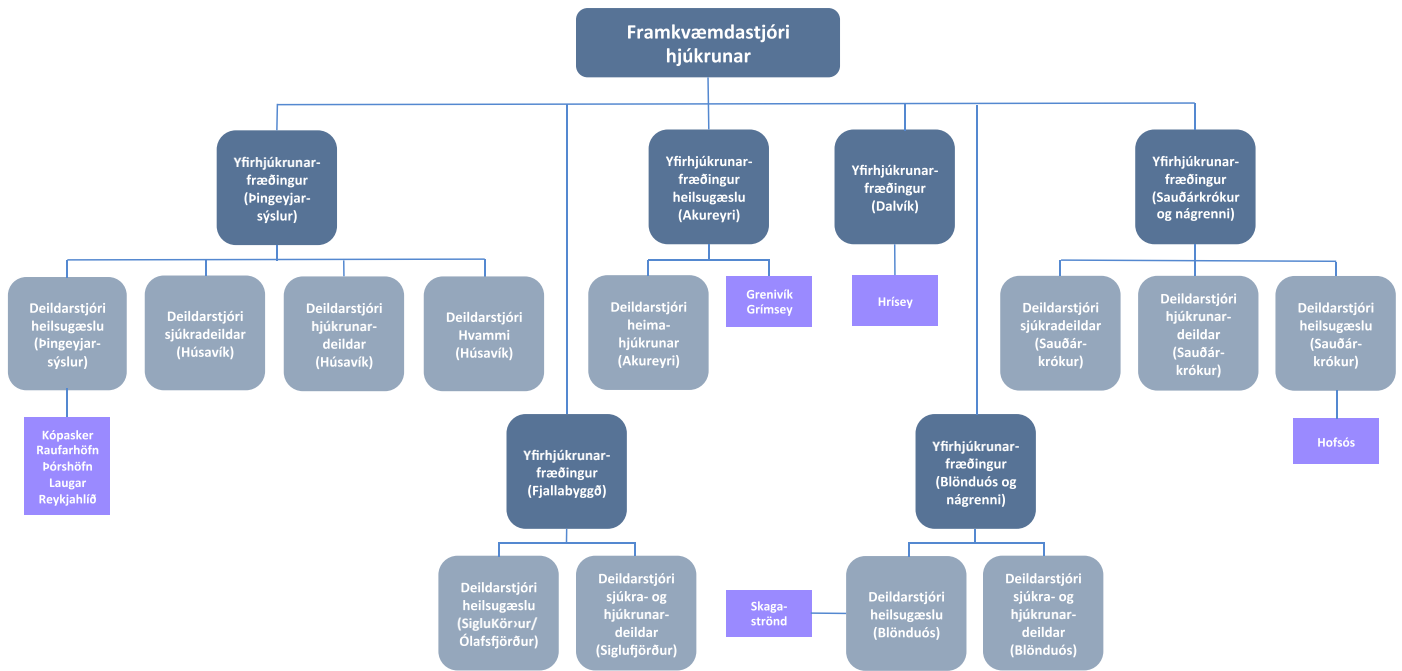 Framkvæmdastjóri
hjúkrunar
Yfirhjúkrunar-
fræðingur
(Þingeyjar-
sýslur)
Yfirhjúkrunar-
fræðingur
heilsugæslu
(Akureyri)
Yfirhjúkrunar-
fræðingur
(Dalvík)
Yfirhjúkrunar-
fræðingur
(Sauðárkrókur
og nágrenni)
Deildarstjóri
heilsugæslu
(Þingeyjar-
sýslur)
Deildarstjóri
sjúkradeildar
(Húsavík)
Deildarstjóri
hjúkrunar-
deildar
(Húsavík)
Deildarstjóri
Hvammi
(Húsavík)
Deildarstjóri
heima-
hjúkrunar
(Akureyri)
Grenivík
Grímsey
Hrísey
Deildarstjóri
sjúkradeildar
(Sauðár-
krókur)
Deildarstjóri
hjúkrunar-
deildar
(Sauðár-
krókur)
Deildarstjóri
heilsugæslu
(Sauðár-
krókur)
Kópasker
Raufarhöfn
Þórshöfn
Laugar
Reykjahlíð
Hofsós
Yfirhjúkrunar-
fræðingur
(Fjallabyggð)
Yfirhjúkrunar-
fræðingur
(Blönduós og
nágrenni)
Deildarstjóri
heilsugæslu
(SigluKör›ur/
Ólafsfjörður)
Deildarstjóri
sjúkra- og
hjúkrunar-
deildar
(Siglufjörður)
Skaga-
strönd
Deildarstjóri
heilsugæslu
(Blönduós)
Deildarstjóri
sjúkra- og
hjúkrunar-
deildar
(Blönduós)